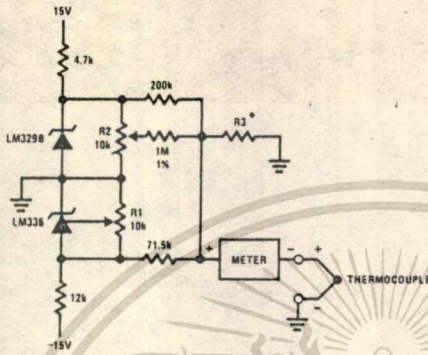 15V
4.7k
200k
LM329B
R2
10k
1M
1%
R3*
LM336
R1
10k
71.5k
+ METER - +
THERMOCOUPLE
-
12k
-15V